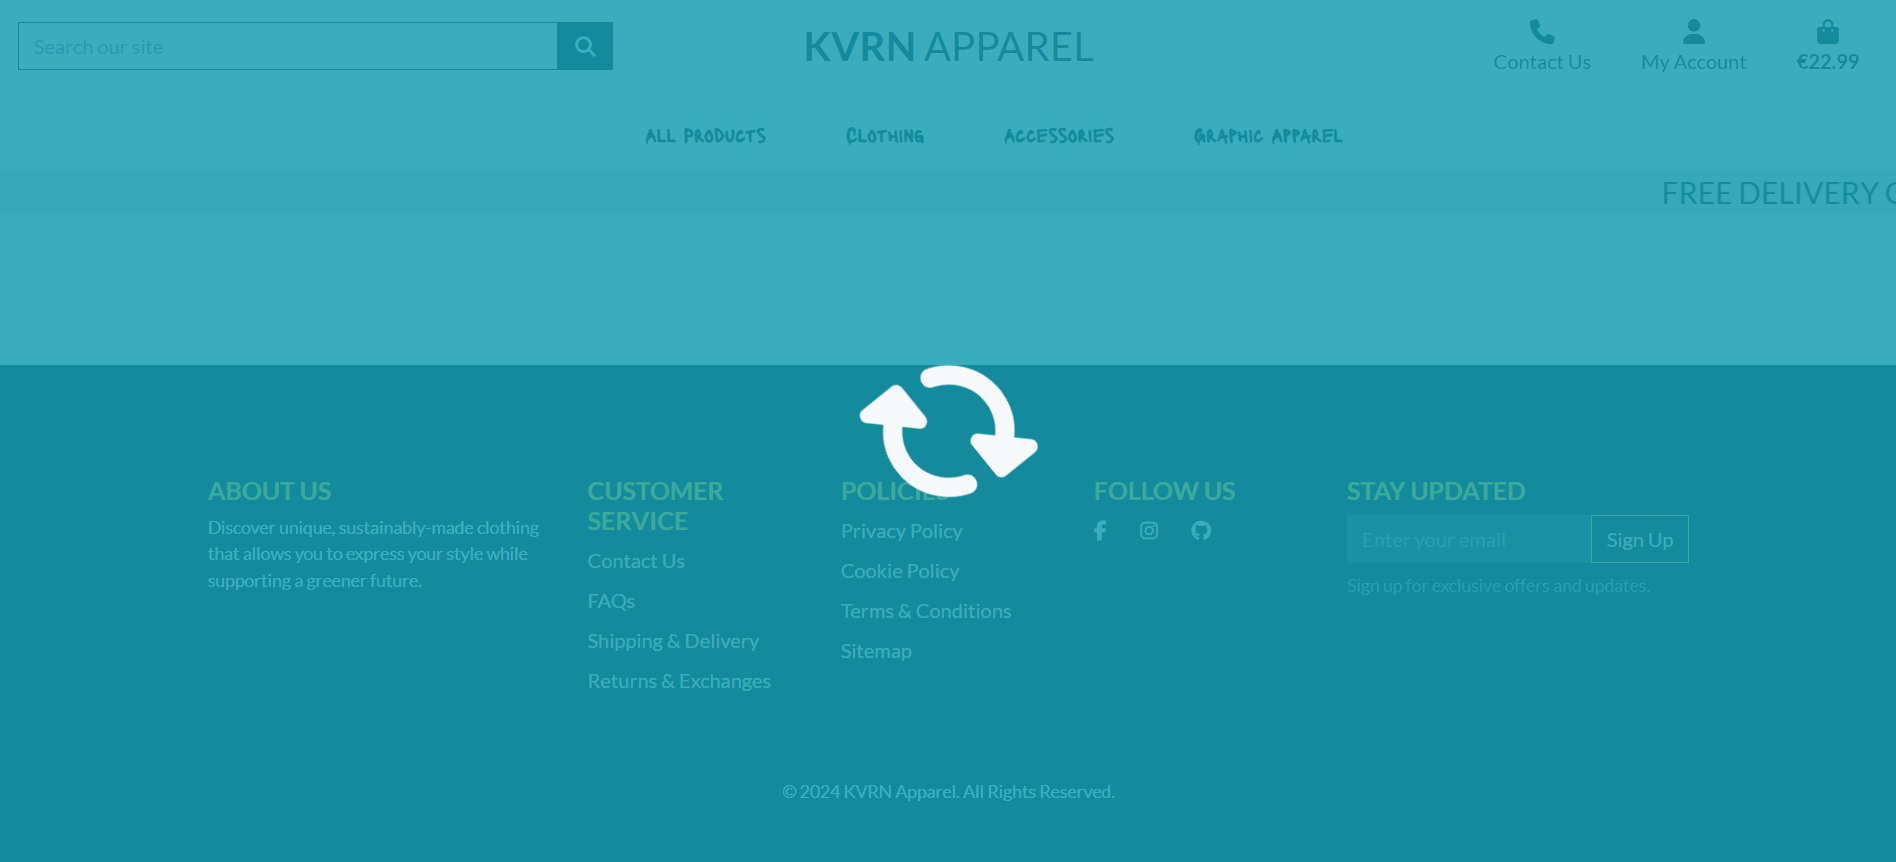 Search our site
KVRN APPAREL
Contact Us
My Account
€22.99
ALL PRODUCTS
CLOTHING
ACCESSORIES
GRAPHIC APPAREL
FREE DELIVERY
ABOUT US
Discover unique, sustainably-made clothing
that allows you to express your style while
supporting a greener future.
CUSTOMER
SERVICE
Contact Us
FAQs
Shipping & Delivery
Returns & Exchanges
POLICIES
Privacy Policy
Cookie Policy
Terms & Conditions
Sitemap
FOLLOW US
STAY UPDATED
Enter your email
Sign Up
Sign up for exclusive offers and updates.
© 2024 KVRN Apparel. All Rights Reserved.